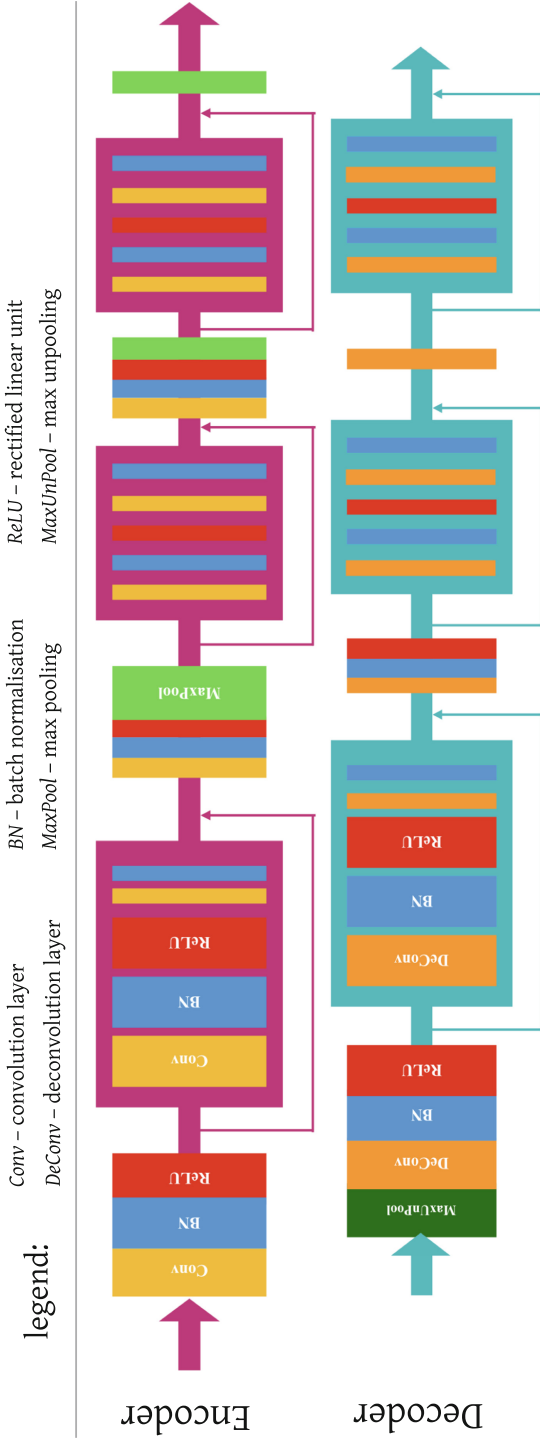 legend:
Conv – convolution layer
BN – batch normalisation
ReLU – rectified linear unit
DeConv – deconvolution layer
MaxPool – max pooling
MaxUnPool – max unpooling
Encoder
Conv
BN
ReLU
Conv
BN
ReLU
MaxPool
Decoder
MaxUnPool
DeConv
BN
ReLU
DeConv
BN
ReLU